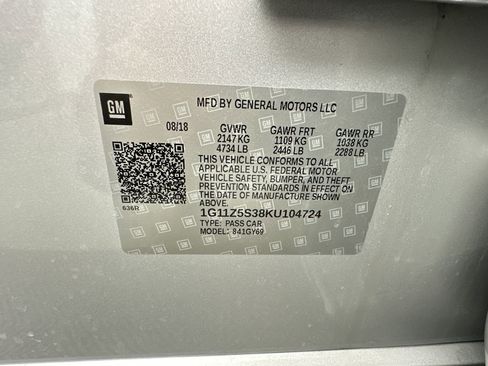 GM
MFD BY GENERAL MOTORS LLC
08/18 GVWR GAWR FRT GAWR RR
2147 KG 1109 KG 1038 KG
4734 LB 2446 LB 2288 LB
THIS VEHICLE CONFORMS TO ALL
APPLICABLE U.S. FEDERAL MOTOR
VEHICLE SAFETY, BUMPER, AND THEFT
PREVENTION STANDARDS IN EFFECT ON
THE DATE OF MANUFACTURE SHOWN
ABOVE.
636R
1G11Z5S38KU104724
TYPE: PASS CAR
MODEL: 841GY69